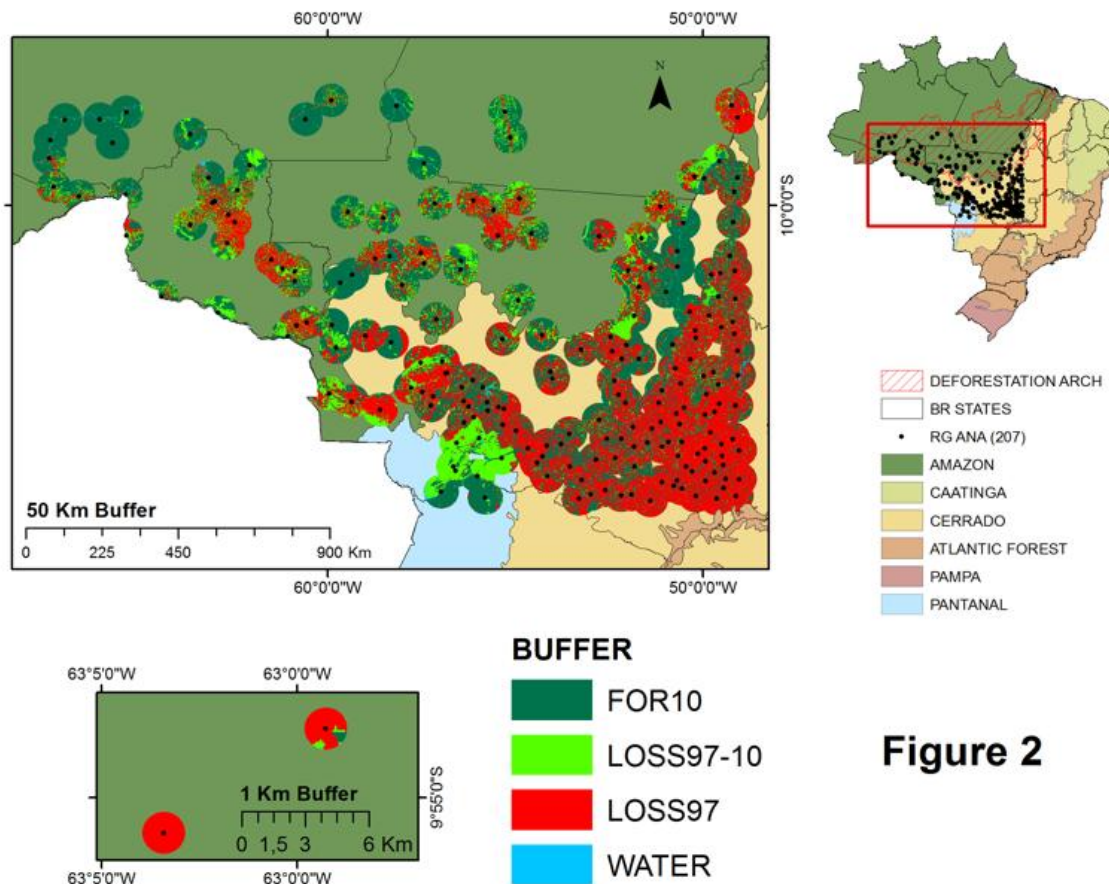 60°0'0"W 50°0'0"W
N
10°0'0"S
50 Km Buffer
0 225 450 900 Km
60°0'0"W 50°0'0"W
DEFORESTATION ARCH
BR STATES
RG ANA (207)
AMAZON
CAATINGA
CERRADO
ATLANTIC FOREST
PAMPA
PANTANAL
63°5'0"W 63°0'0"W
9°55'0"S
1 Km Buffer
0 1,5 3 6 Km
63°5'0"W 63°0'0"W
BUFFER
FOR10
LOSS97-10
LOSS97
WATER
Figure 2